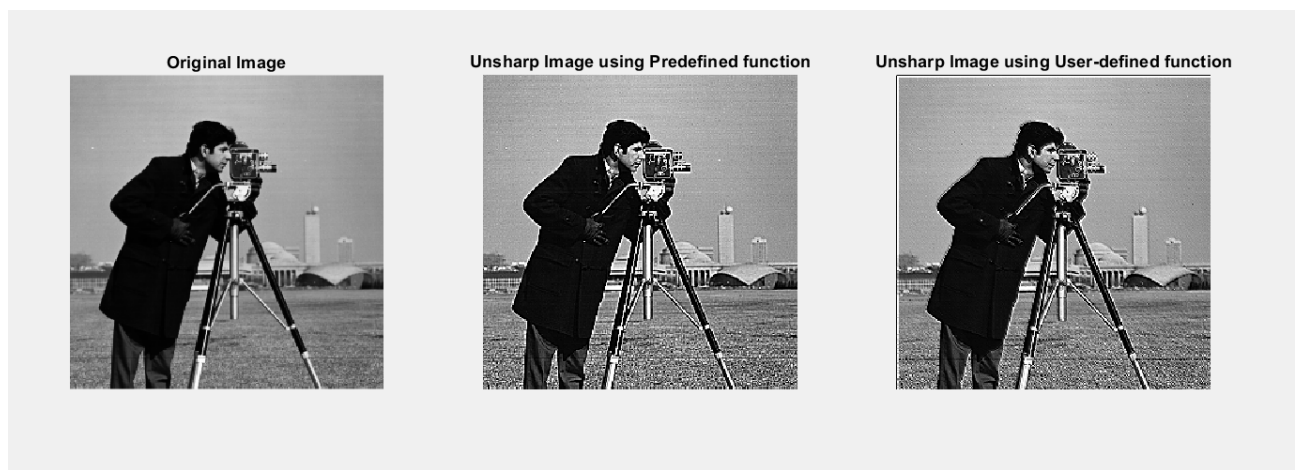 Original Image
Unsharp Image using Predefined function
Unsharp Image using User-defined function